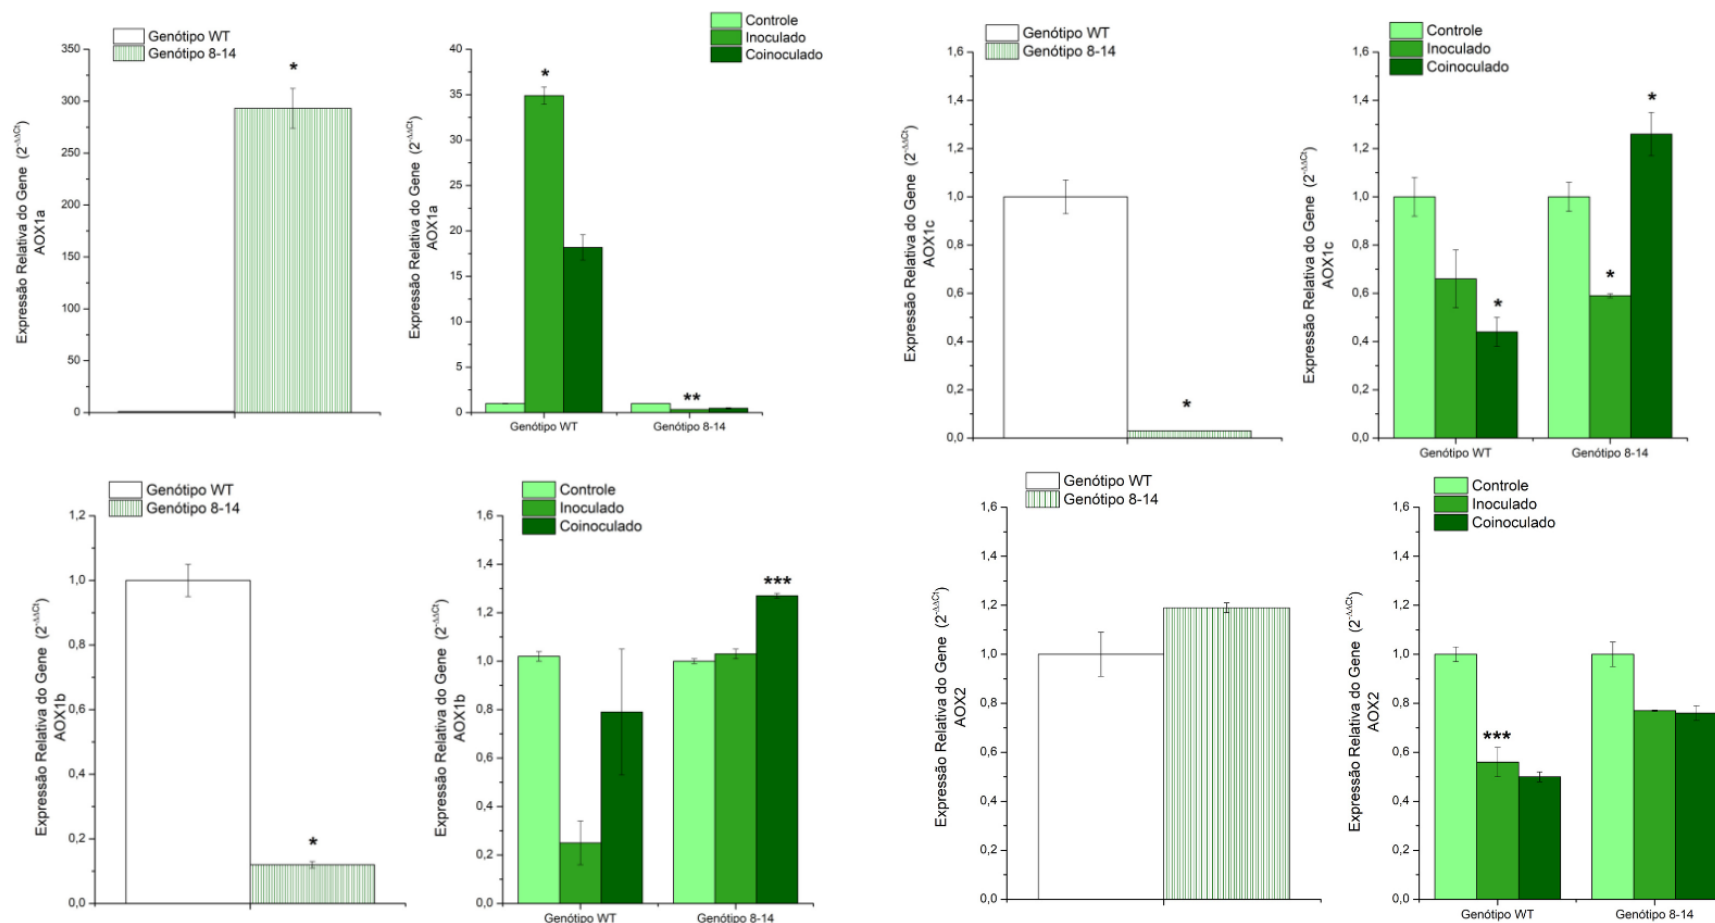 Genótipo WT
Genótipo 8-14
350
300
250
200
150
100
50
0
*
Expressão Relativa do Gene (2-ΔΔCt)
AOX1a
Controle
Inoculado
Coinoculado
40
35
30
25
20
15
10
5
0
*
**
Expressão Relativa do Gene (2-ΔΔCt)
AOX1a
Genótipo WT
Genótipo 8-14
Genótipo WT
Genótipo 8-14
1,6
1,4
1,2
1,0
0,8
0,6
0,4
0,2
0,0
*
Expressão Relativa do Gene (2-ΔΔCt)
AOX1c
Controle
Inoculado
Coinoculado
1,6
1,4
1,2
1,0
0,8
0,6
0,4
0,2
0,0
*
*
*
Expressão Relativa do Gene (2-ΔΔCt)
AOX1c
Genótipo WT
Genótipo 8-14
Genótipo WT
Genótipo 8-14
1,2
1,0
0,8
0,6
0,4
0,2
0,0
*
Expressão Relativa do Gene (2-ΔΔCt)
AOX1b
Controle
Inoculado
Coinoculado
1,6
1,4
1,2
1,0
0,8
0,6
0,4
0,2
0,0
***
Expressão Relativa do Gene (2-ΔΔCt)
AOX1b
Genótipo WT
Genótipo 8-14
Genótipo WT
Genótipo 8-14
1,6
1,4
1,2
1,0
0,8
0,6
0,4
0,2
0,0
Expressão Relativa do Gene (2-ΔΔCt)
AOX2
Controle
Inoculado
Coinoculado
1,6
1,4
1,2
1,0
0,8
0,6
0,4
0,2
0,0
***
Expressão Relativa do Gene (2-ΔΔCt)
AOX2
Genótipo WT
Genótipo 8-14